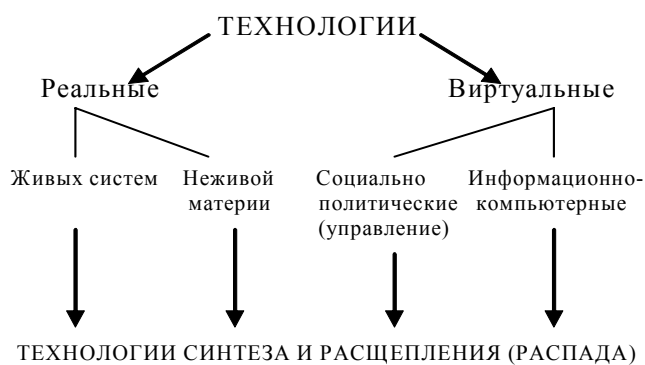 ТЕХНОЛОГИИ
Реальные Виртуальные
Живых систем Неживой Социально Информационно-
материи политические компьютерные
(управление)
ТЕХНОЛОГИИ СИНТЕЗА И РАСЩЕПЛЕНИЯ (РАСПАДА)